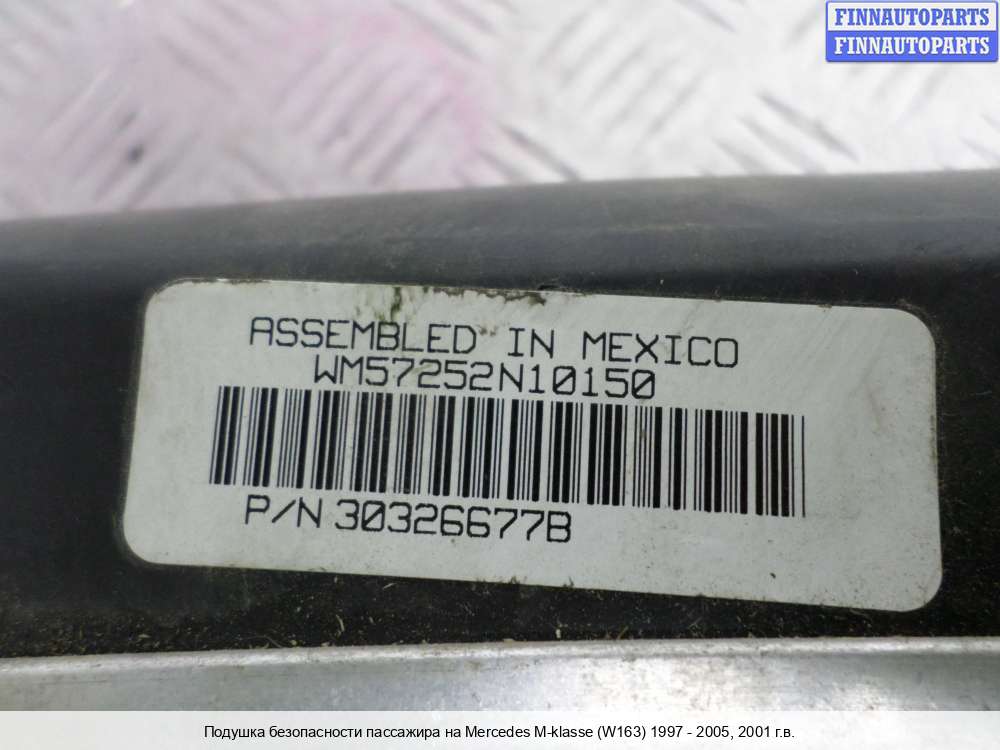 FINNAUTOPARTS
FINNAUTOPARTS
ASSEMBLED IN MEXICO
WM57252N10150
P/N 30326677B
Подушка безопасности пассажира на Mercedes M-klasse (W163) 1997 - 2005, 2001 г.в.